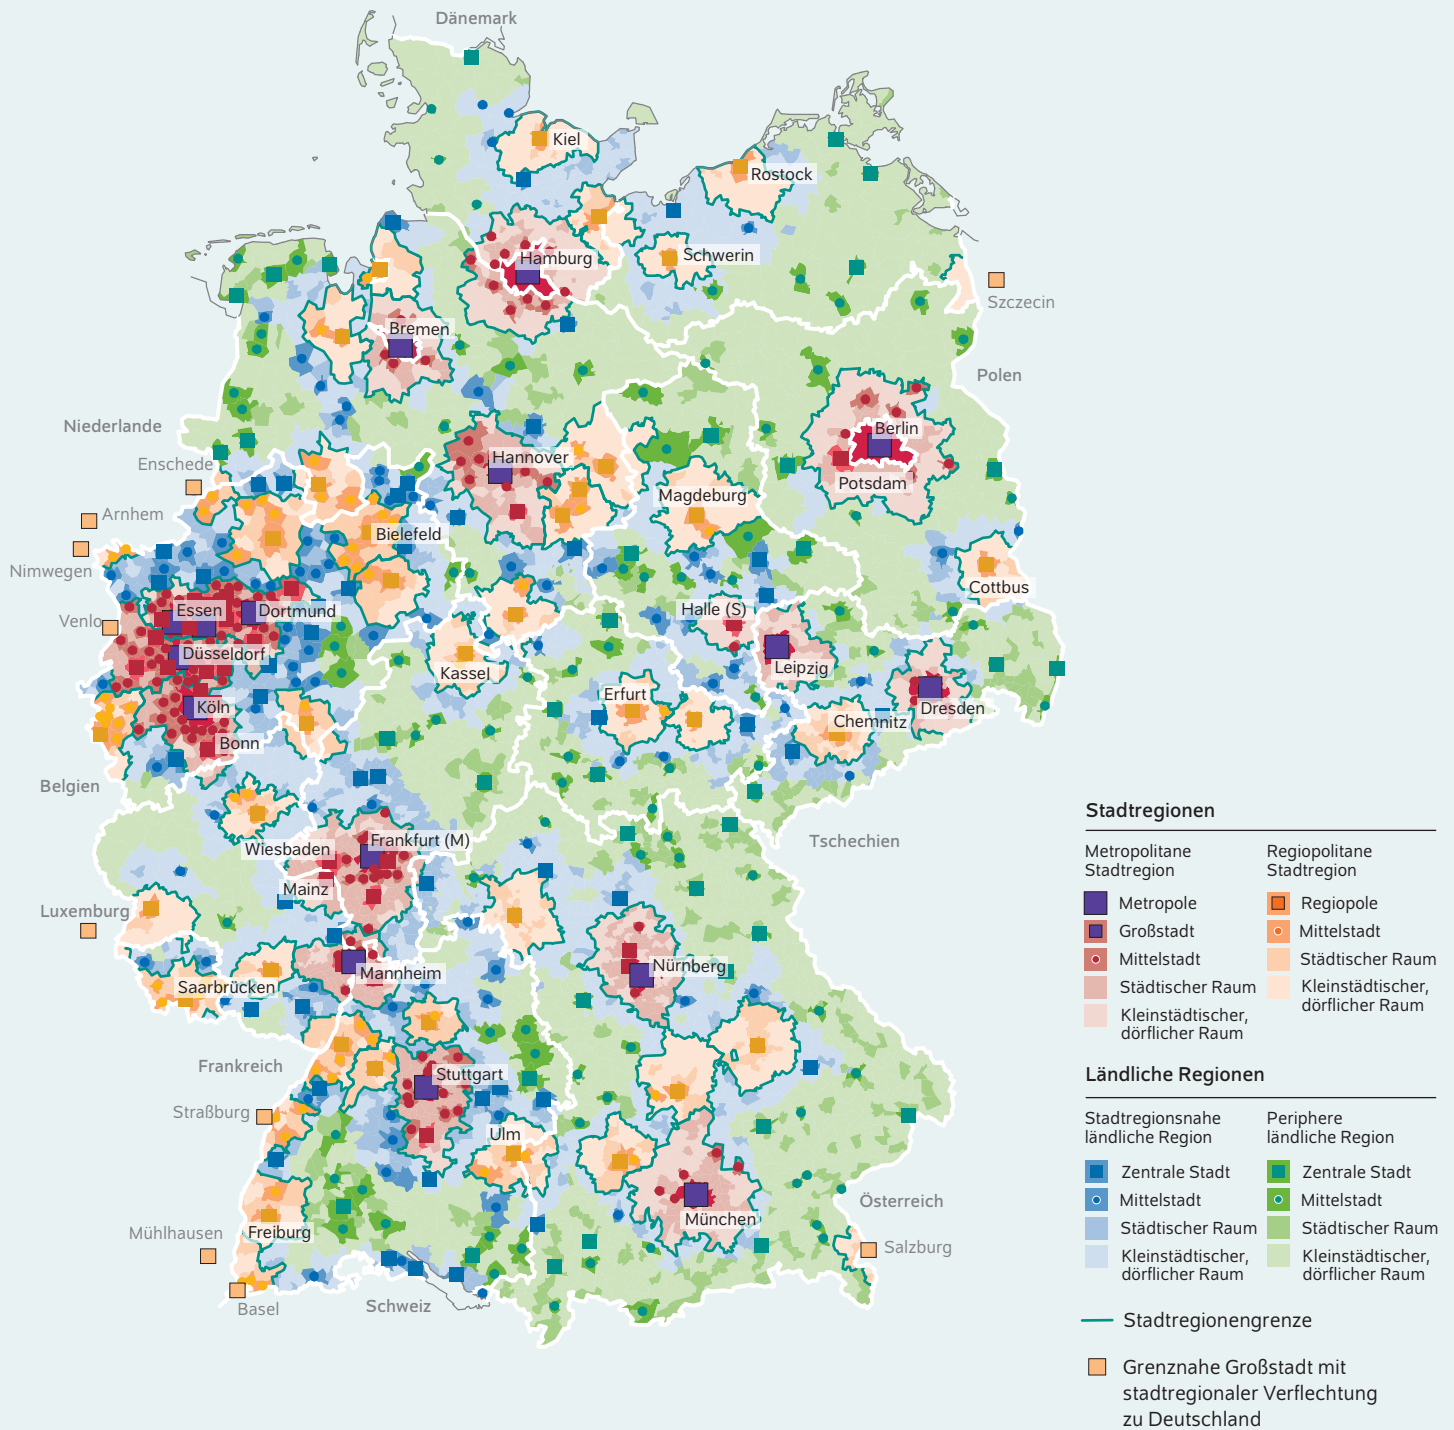 Dänemark
Kiel
Rostock
Hamburg
Schwerin
Szczecin
Bremen
Polen
Niederlande
Berlin
Enschede
Hannover
Potsdam
Magdeburg
Arnhem
Bielefeld
Nimwegen
Cottbus
Essen
Dortmund
Halle (S)
Venlo
Düsseldorf
Leipzig
Kassel
Erfurt
Köln
Dresden
Chemnitz
Bonn
Belgien
Tschechien
Frankfurt (M)
Wiesbaden
Mainz
Luxemburg
Nürnberg
Mannheim
Saarbrücken
Frankreich
Stuttgart
Straßburg
Ulm
Österreich
München
Mühlhausen
Freiburg
Salzburg
Basel
Schweiz
Stadtregionen
Metropolitane
Stadtregion
Metropole
Großstadt
Mittelstadt
Städtischer Raum
Kleinstädtischer,
dörflicher Raum
Regiopolitane
Stadtregion
Regiopole
Mittelstadt
Städtischer Raum
Kleinstädtischer,
dörflicher Raum
Ländliche Regionen
Stadtregionsnahe
ländliche Region
Zentrale Stadt
Mittelstadt
Städtischer Raum
Kleinstädtischer,
dörflicher Raum
Periphere
ländliche Region
Zentrale Stadt
Mittelstadt
Städtischer Raum
Kleinstädtischer,
dörflicher Raum
Stadtregionengrenze
Grenznahe Großstadt mit
stadtregionaler Verflechtung
zu Deutschland